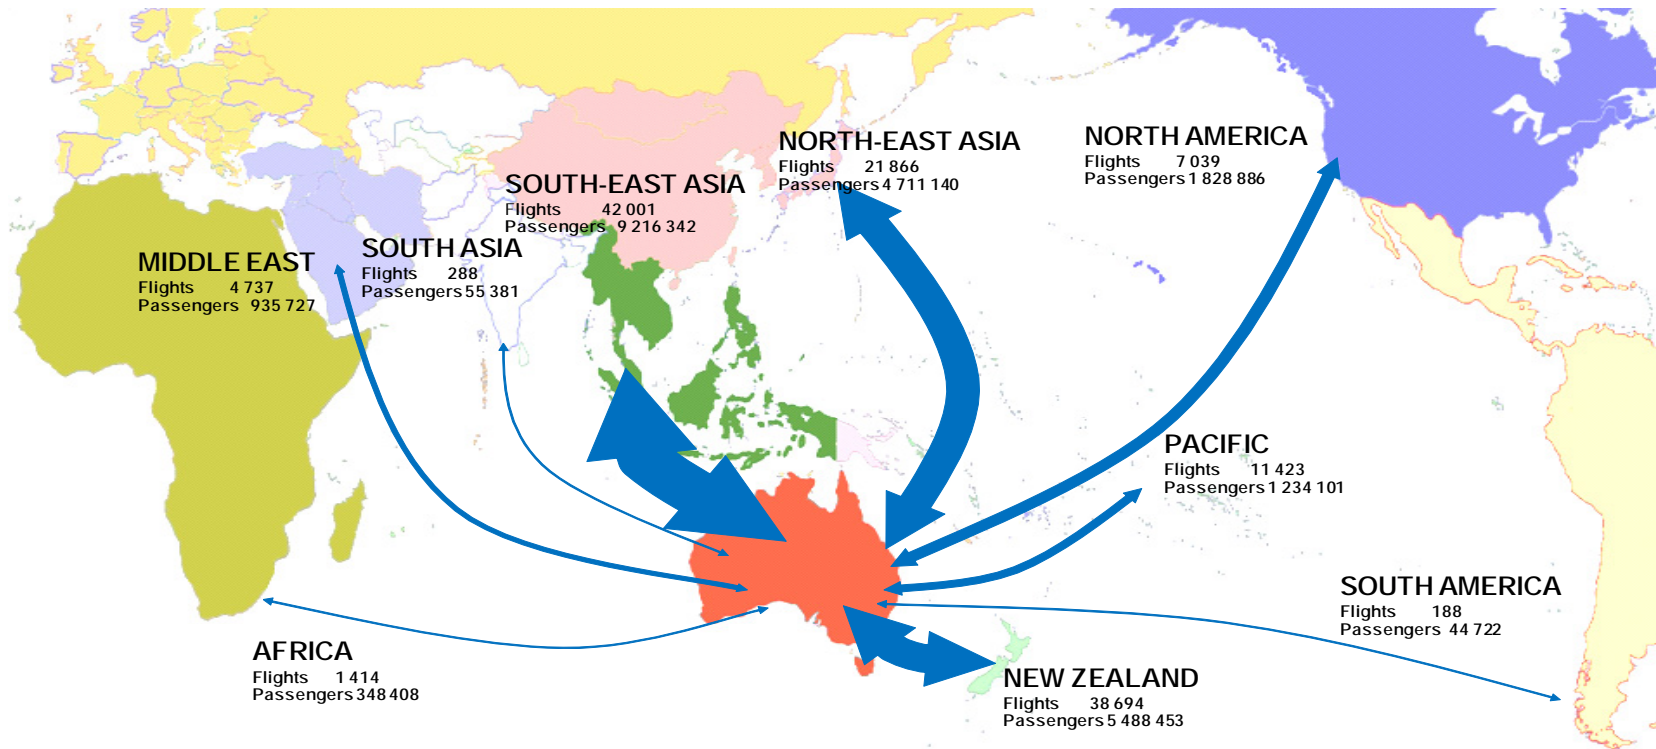 NORTH-EAST ASIA
Flights 21 866
Passengers 4 711 140
NORTH AMERICA
Flights 7 039
Passengers 1 828 886
SOUTH-EAST ASIA
Flights 42 001
Passengers 9 216 342
SOUTH ASIA
Flights 288
Passengers 55 381
MIDDLE EAST
Flights 4 737
Passengers 935 727
PACIFIC
Flights 11 423
Passengers 1 234 101
SOUTH AMERICA
Flights 188
Passengers 44 722
AFRICA
Flights 1 414
Passengers 348 408
NEW ZEALAND
Flights 38 694
Passengers 5 488 453